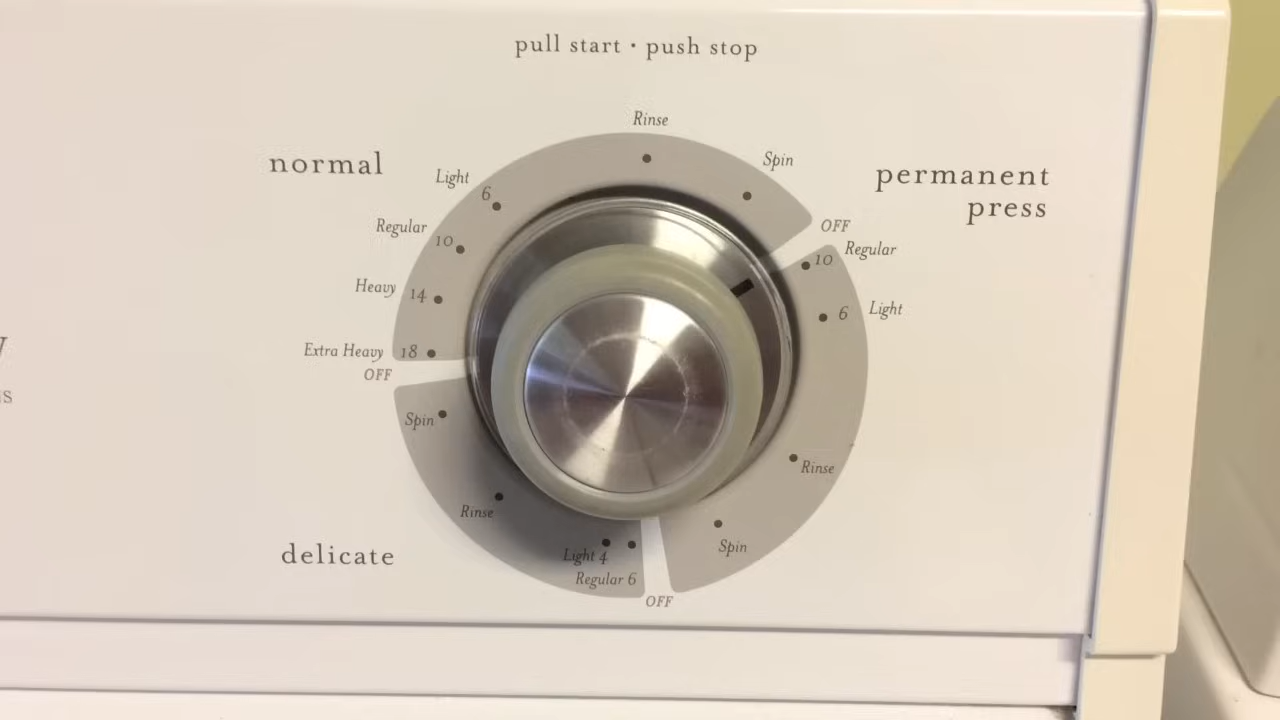 pull start • push stop
Rinse
normal
Spin
Light
6
permanent
press
Regular
10
OFF
10 Regular
Heavy
14
6 Light
Extra Heavy
18
OFF
Spin
Rinse
Rinse
delicate
Spin
Light 4
Regular 6
OFF